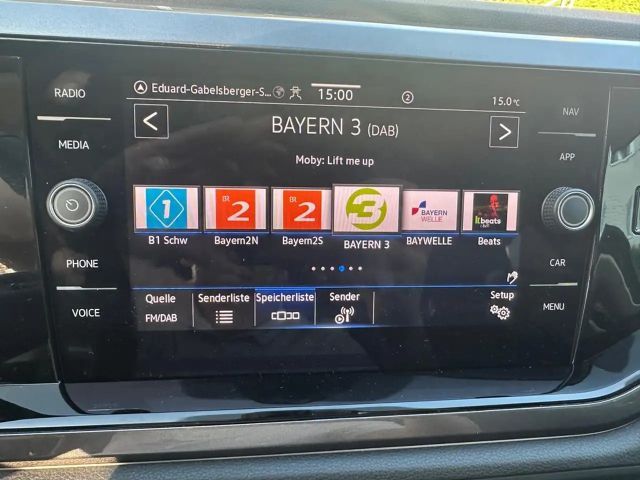 RADIO
MEDIA
PHONE
VOICE
Eduard-Gabelsberger-S...
15:00
2
15.0°C
BAYERN 3 (DAB)
Moby: Lift me up
1
BR
2
BR
2
3
BAYERN
WELLE
beats
B1 Schw
Bayern2N
Bayern2S
BAYERN 3
BAYWELLE
Beats
Quelle
FM/DAB
Senderliste
Speicherliste
Sender
Setup
NAV
APP
CAR
MENU